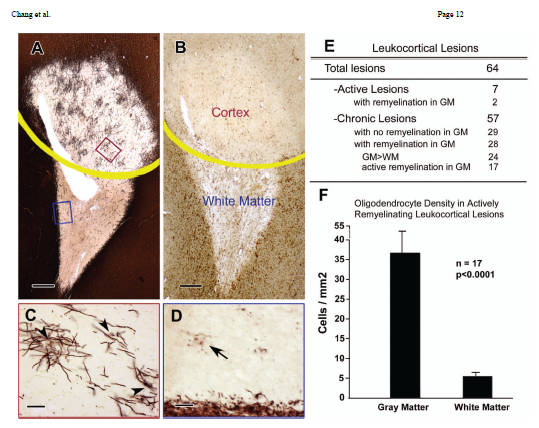 Chang et al.
Page 12
A
B
Cortex
White Matter
C
D
E
Leukocortical Lesions
Total lesions 64
-Active Lesions 7
with remyelination in GM 2
-Chronic Lesions 57
with no remyelination in GM 29
with remyelination in GM 28
GM>WM 24
active remyelination in GM 17
F
Oligodendrocyte Density in Actively
Remyelinating Leukocortical Lesions
Cells / mm2
55
45
40
35
30
25
20
15
10
5
0
n = 17
p<0.0001
Gray Matter
White Matter